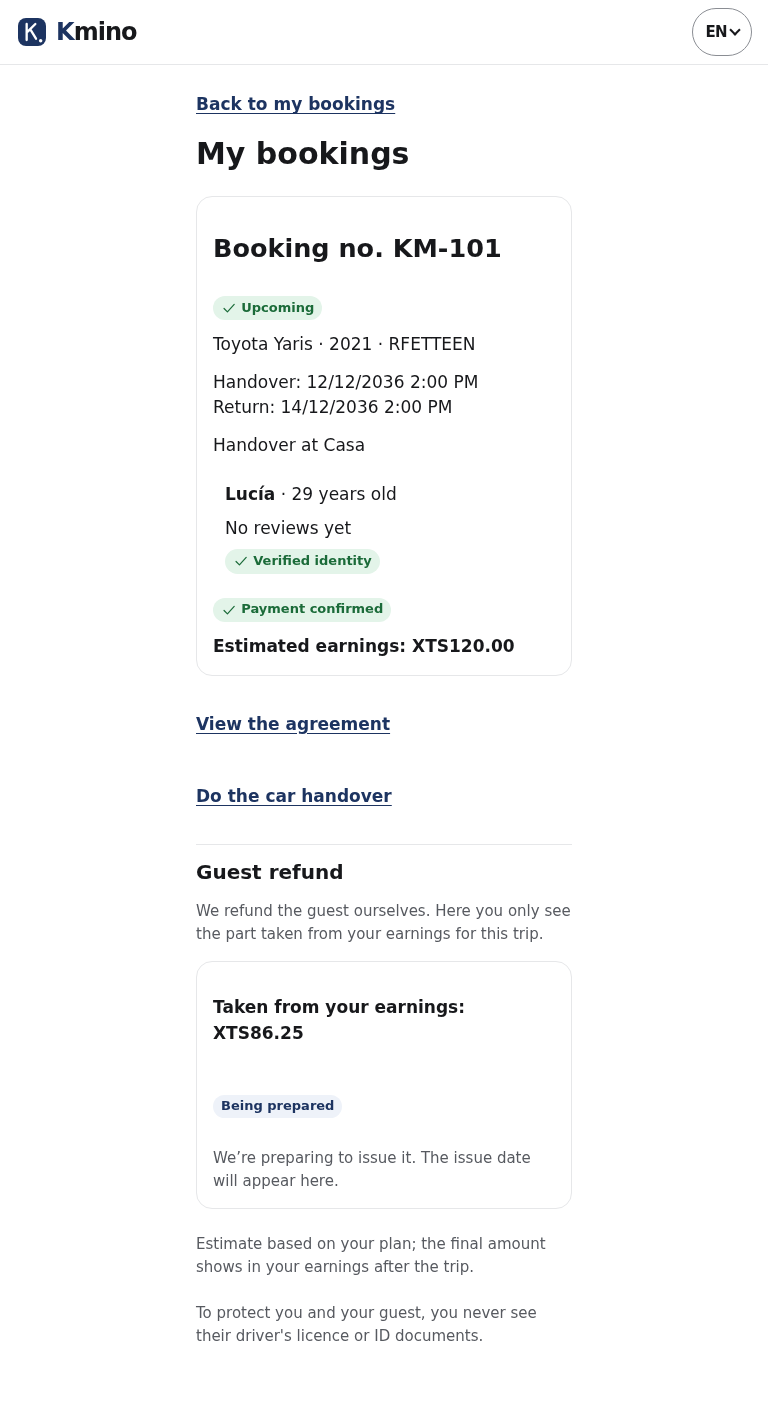 Kmino
EN
Back to my bookings
My bookings
Booking no. KM-101
Upcoming
Toyota Yaris · 2021 · RFETTEEN
Handover: 12/12/2036 2:00 PM
Return: 14/12/2036 2:00 PM
Handover at Casa
Lucía · 29 years old
No reviews yet
Verified identity
Payment confirmed
Estimated earnings: XTS120.00
View the agreement
Do the car handover
Guest refund
We refund the guest ourselves. Here you only see
the part taken from your earnings for this trip.
Taken from your earnings:
XTS86.25
Being prepared
We’re preparing to issue it. The issue date
will appear here.
Estimate based on your plan; the final amount
shows in your earnings after the trip.
To protect you and your guest, you never see
their driver's licence or ID documents.